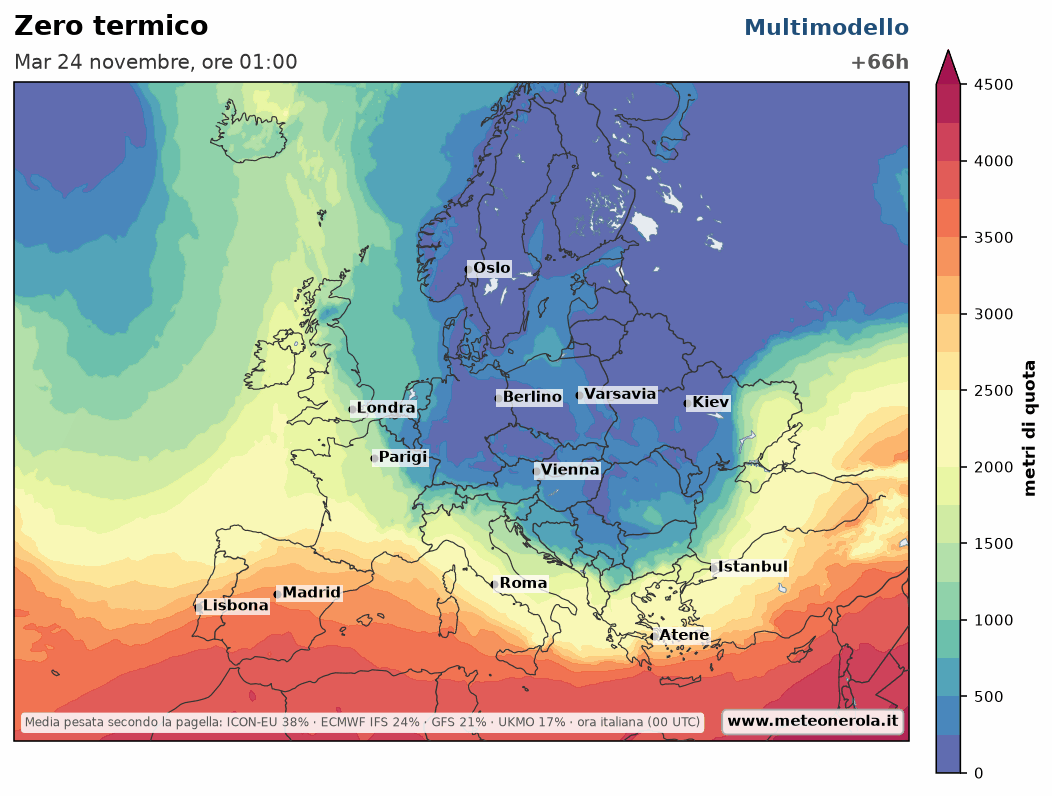 Zero termico
Multimodello
Mar 24 novembre, ore 01:00
+66h
4500
4000
3500
3000
2500
2000
1500
1000
500
0
metri di quota
Oslo
Berlino
Varsavia
Kiev
Londra
Parigi
Vienna
Istanbul
Roma
Madrid
Lisbona
Atene
Media pesata secondo la pagella: ICON-EU 38% · ECMWF IFS 24% · GFS 21% · UKMO 17% · ora italiana (00 UTC)
www.meteonerola.it